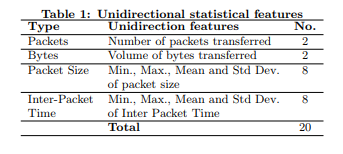 Table 1: Unidirectional statistical features
Type Unidirection features No.
Packets Number of packets transferred 2
Bytes Volume of bytes transferred 2
Packet Size Min., Max., Mean and Std Dev. 8
of packet size
Inter-Packet Min., Max., Mean and Std Dev. 8
Time of Inter Packet Time
Total 20